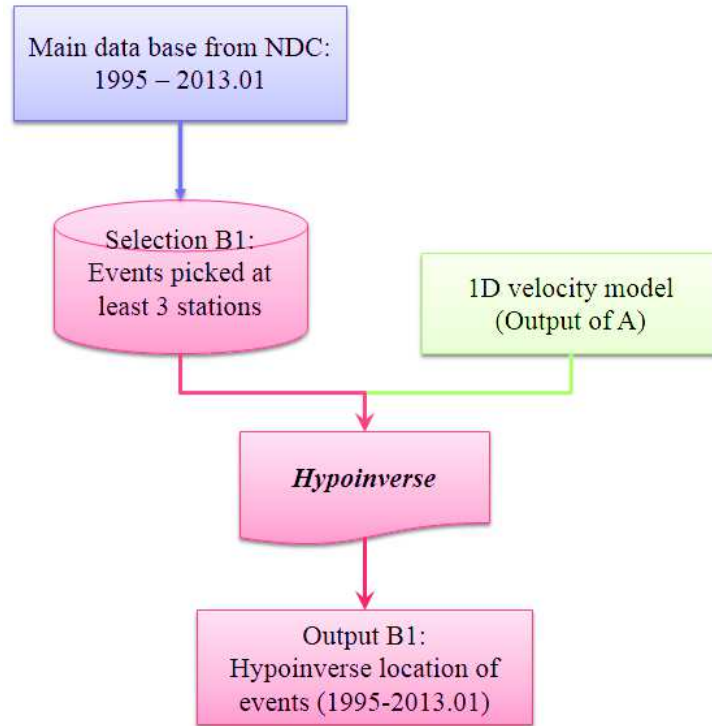 Main data base from NDC:
1995 – 2013.01
Selection B1:
Events picked at
least 3 stations
1D velocity model
(Output of A)
Hypoinverse
Output B1:
Hypoinverse location of
events (1995-2013.01)